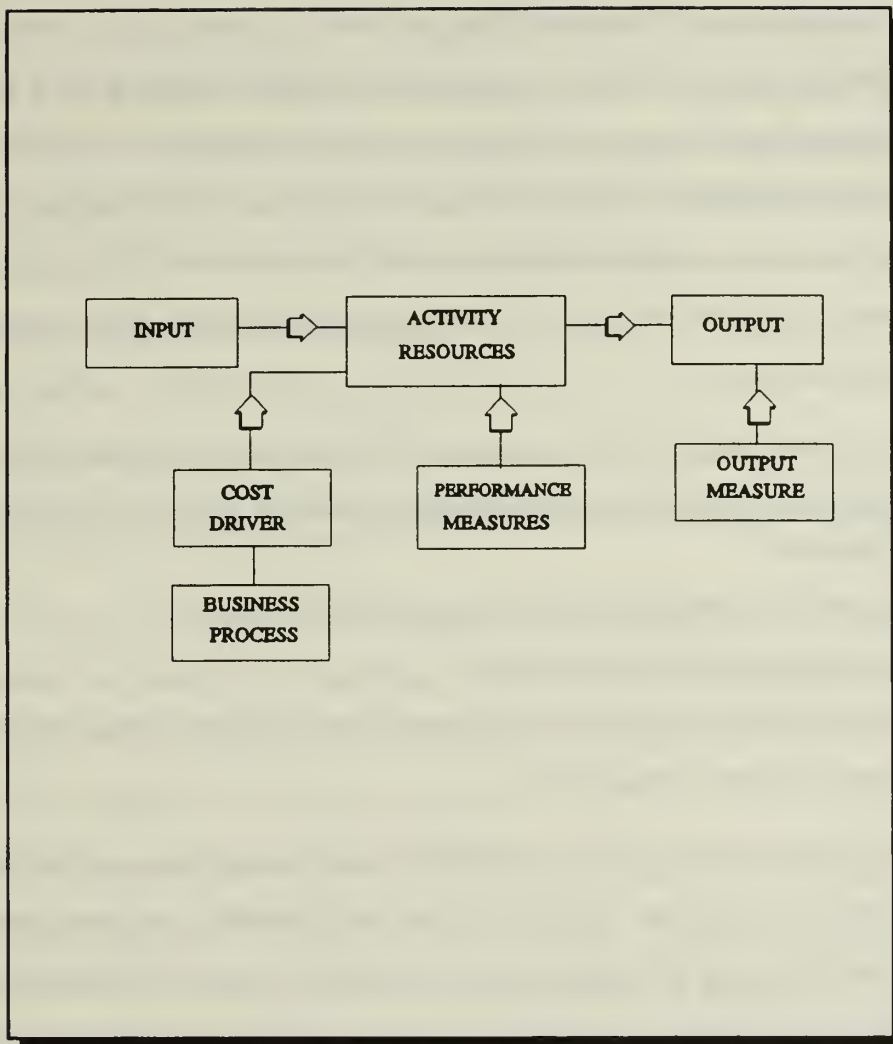 INPUT
ACTIVITY
RESOURCES
OUTPUT
COST
DRIVER
PERFORMANCE
MEASURES
OUTPUT
MEASURE
BUSINESS
PROCESS